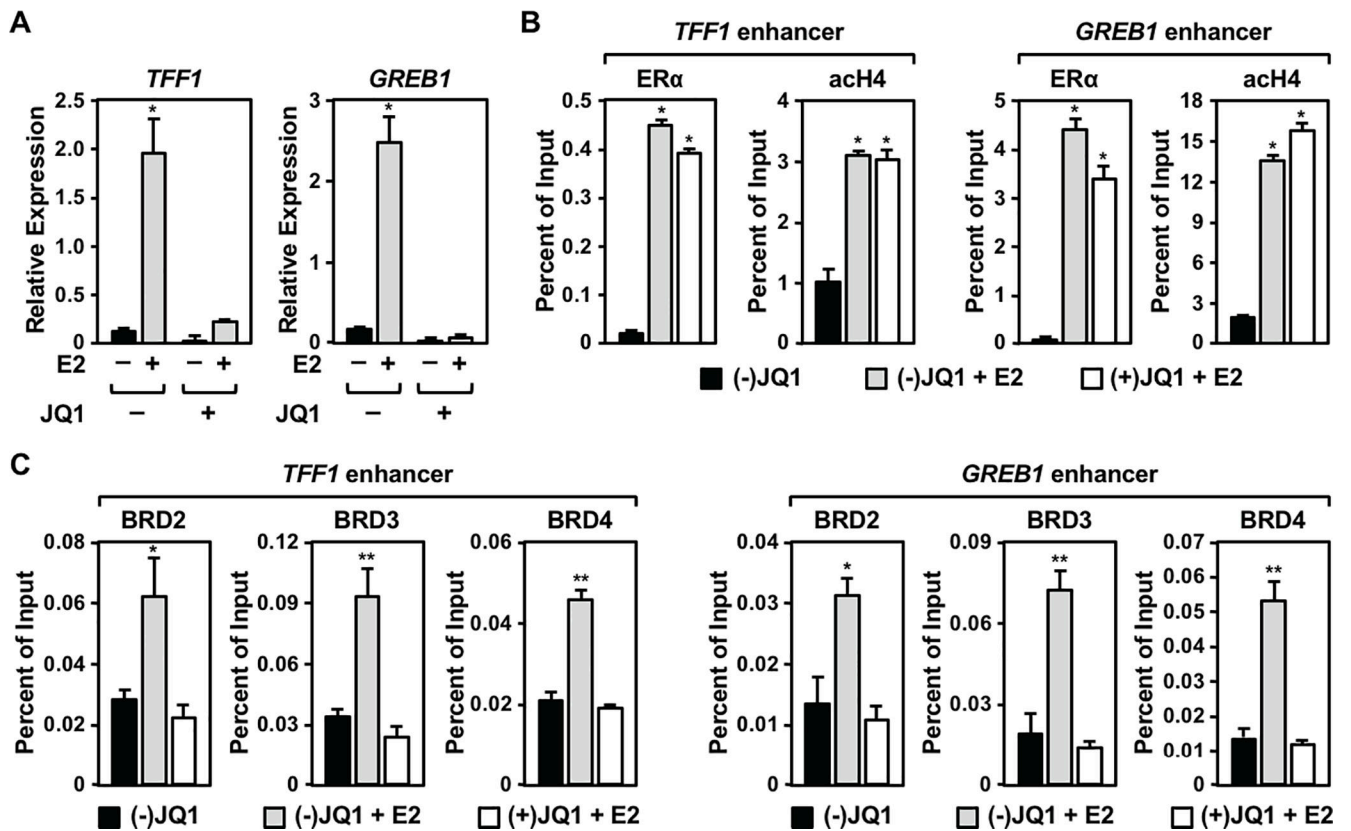 A
TFF1
GREB1
Relative Expression
2.5
2.0
1.5
1.0
0.5
0
*
Relative Expression
3
2
1
0
*
E2 – + – +
JQ1 – +
E2 – + – +
JQ1 – +
B
TFF1 enhancer
GREB1 enhancer
ERα
Percent of Input
0.5
0.4
0.3
0.2
0.1
0
*
*
acH4
Percent of Input
4
3
2
1
0
*
*
ERα
Percent of Input
5
4
3
2
1
0
*
*
acH4
Percent of Input
18
15
12
9
6
3
0
*
*
(-)JQ1 (-)JQ1 + E2 (+)JQ1 + E2
C
TFF1 enhancer
BRD2
Percent of Input
0.08
0.06
0.04
0.02
0
*
BRD3
Percent of Input
0.12
0.09
0.06
0.03
0
**
BRD4
Percent of Input
0.06
0.04
0.02
0
**
(-)JQ1 (-)JQ1 + E2 (+)JQ1 + E2
GREB1 enhancer
BRD2
Percent of Input
0.04
0.03
0.02
0.01
0
*
BRD3
Percent of Input
0.09
0.06
0.03
0
**
BRD4
Percent of Input
0.07
0.06
0.05
0.04
0.03
0.02
0.01
0
**
(-)JQ1 (-)JQ1 + E2 (+)JQ1 + E2